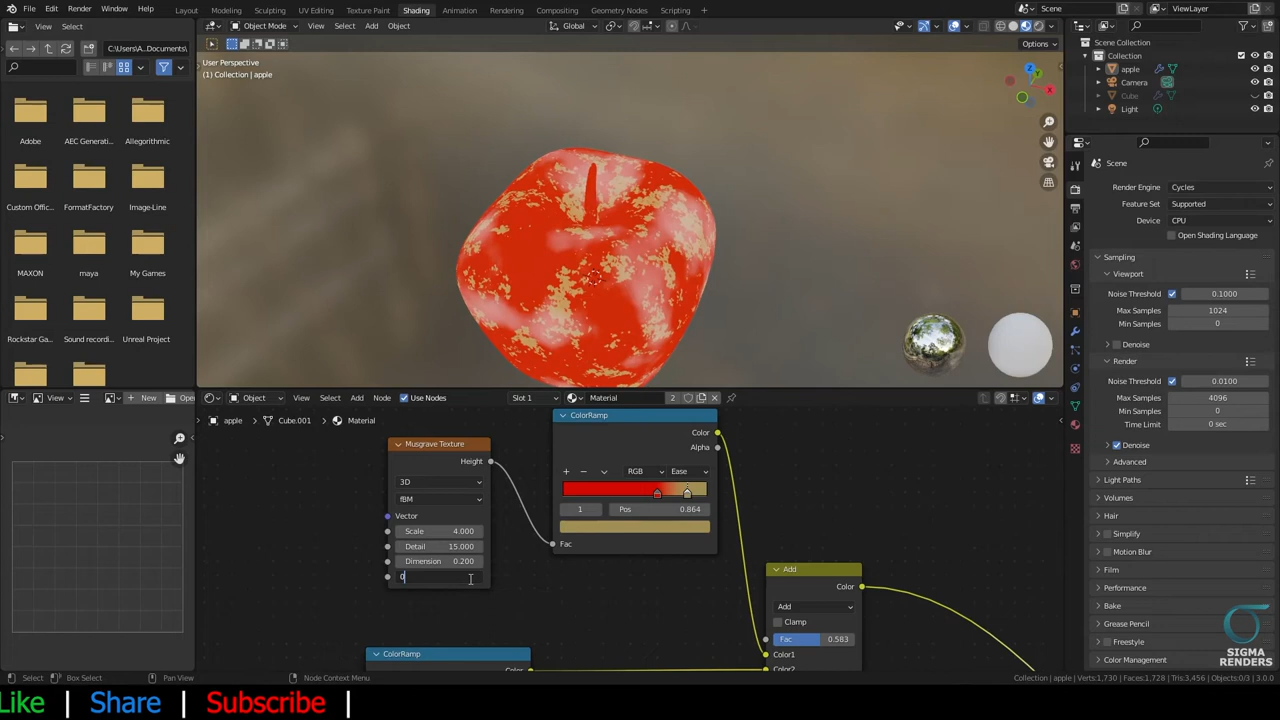 File Edit Render Window Help Layout Modeling Sculpting UV Editing Texture Paint Shading Animation Rendering Compositing Geometry Nodes Scripting Scene ViewLayer
View Select Object Mode View Select Add Object Global
C:\Users\A..Documents\ Options
User Perspective
(1) Collection | apple
Adobe AEC Generati... Allegorithmic
Custom Offic... FormatFactory Image-Line
MAXON maya My Games
Rockstar Ga... Sound recordi... Unreal Project
X
Y
Z
Scene Collection
Collection
apple
Camera
Cube
Light
Scene
Render Engine Cycles
Feature Set Supported
Device CPU
Open Shading Language
Sampling
Viewport
Noise Threshold 0.1000
Max Samples 1024
Min Samples 0
Denoise
Render
Noise Threshold 0.0100
Max Samples 4096
Min Samples 0
Time Limit 0 sec
Denoise
Advanced
Light Paths
Volumes
Hair
Simplify
Motion Blur
Film
Performance
Bake
Grease Pencil
Freestyle
Color Management
View New Open
Object View Select Add Node Use Nodes Slot 1 Material 2
apple > Cube.001 > Material
Musgrave Texture
Height
3D
fBM
Vector
Scale 4.000
Detail 15.000
Dimension 0.200
0
ColorRamp
Color
Alpha
RGB Ease
1 Pos 0.864
Fac
Add
Color
Add
Clamp
Fac 0.583
Color1
Color2
ColorRamp
Color
SIGMA
RENDERS
Select Box Select Pan View Node Context Menu Collection | apple | Verts:1,730 | Faces:1,728 | Tris:3,456 | Objects:0/3 | 3.0.0
Like | Share | Subscribe |